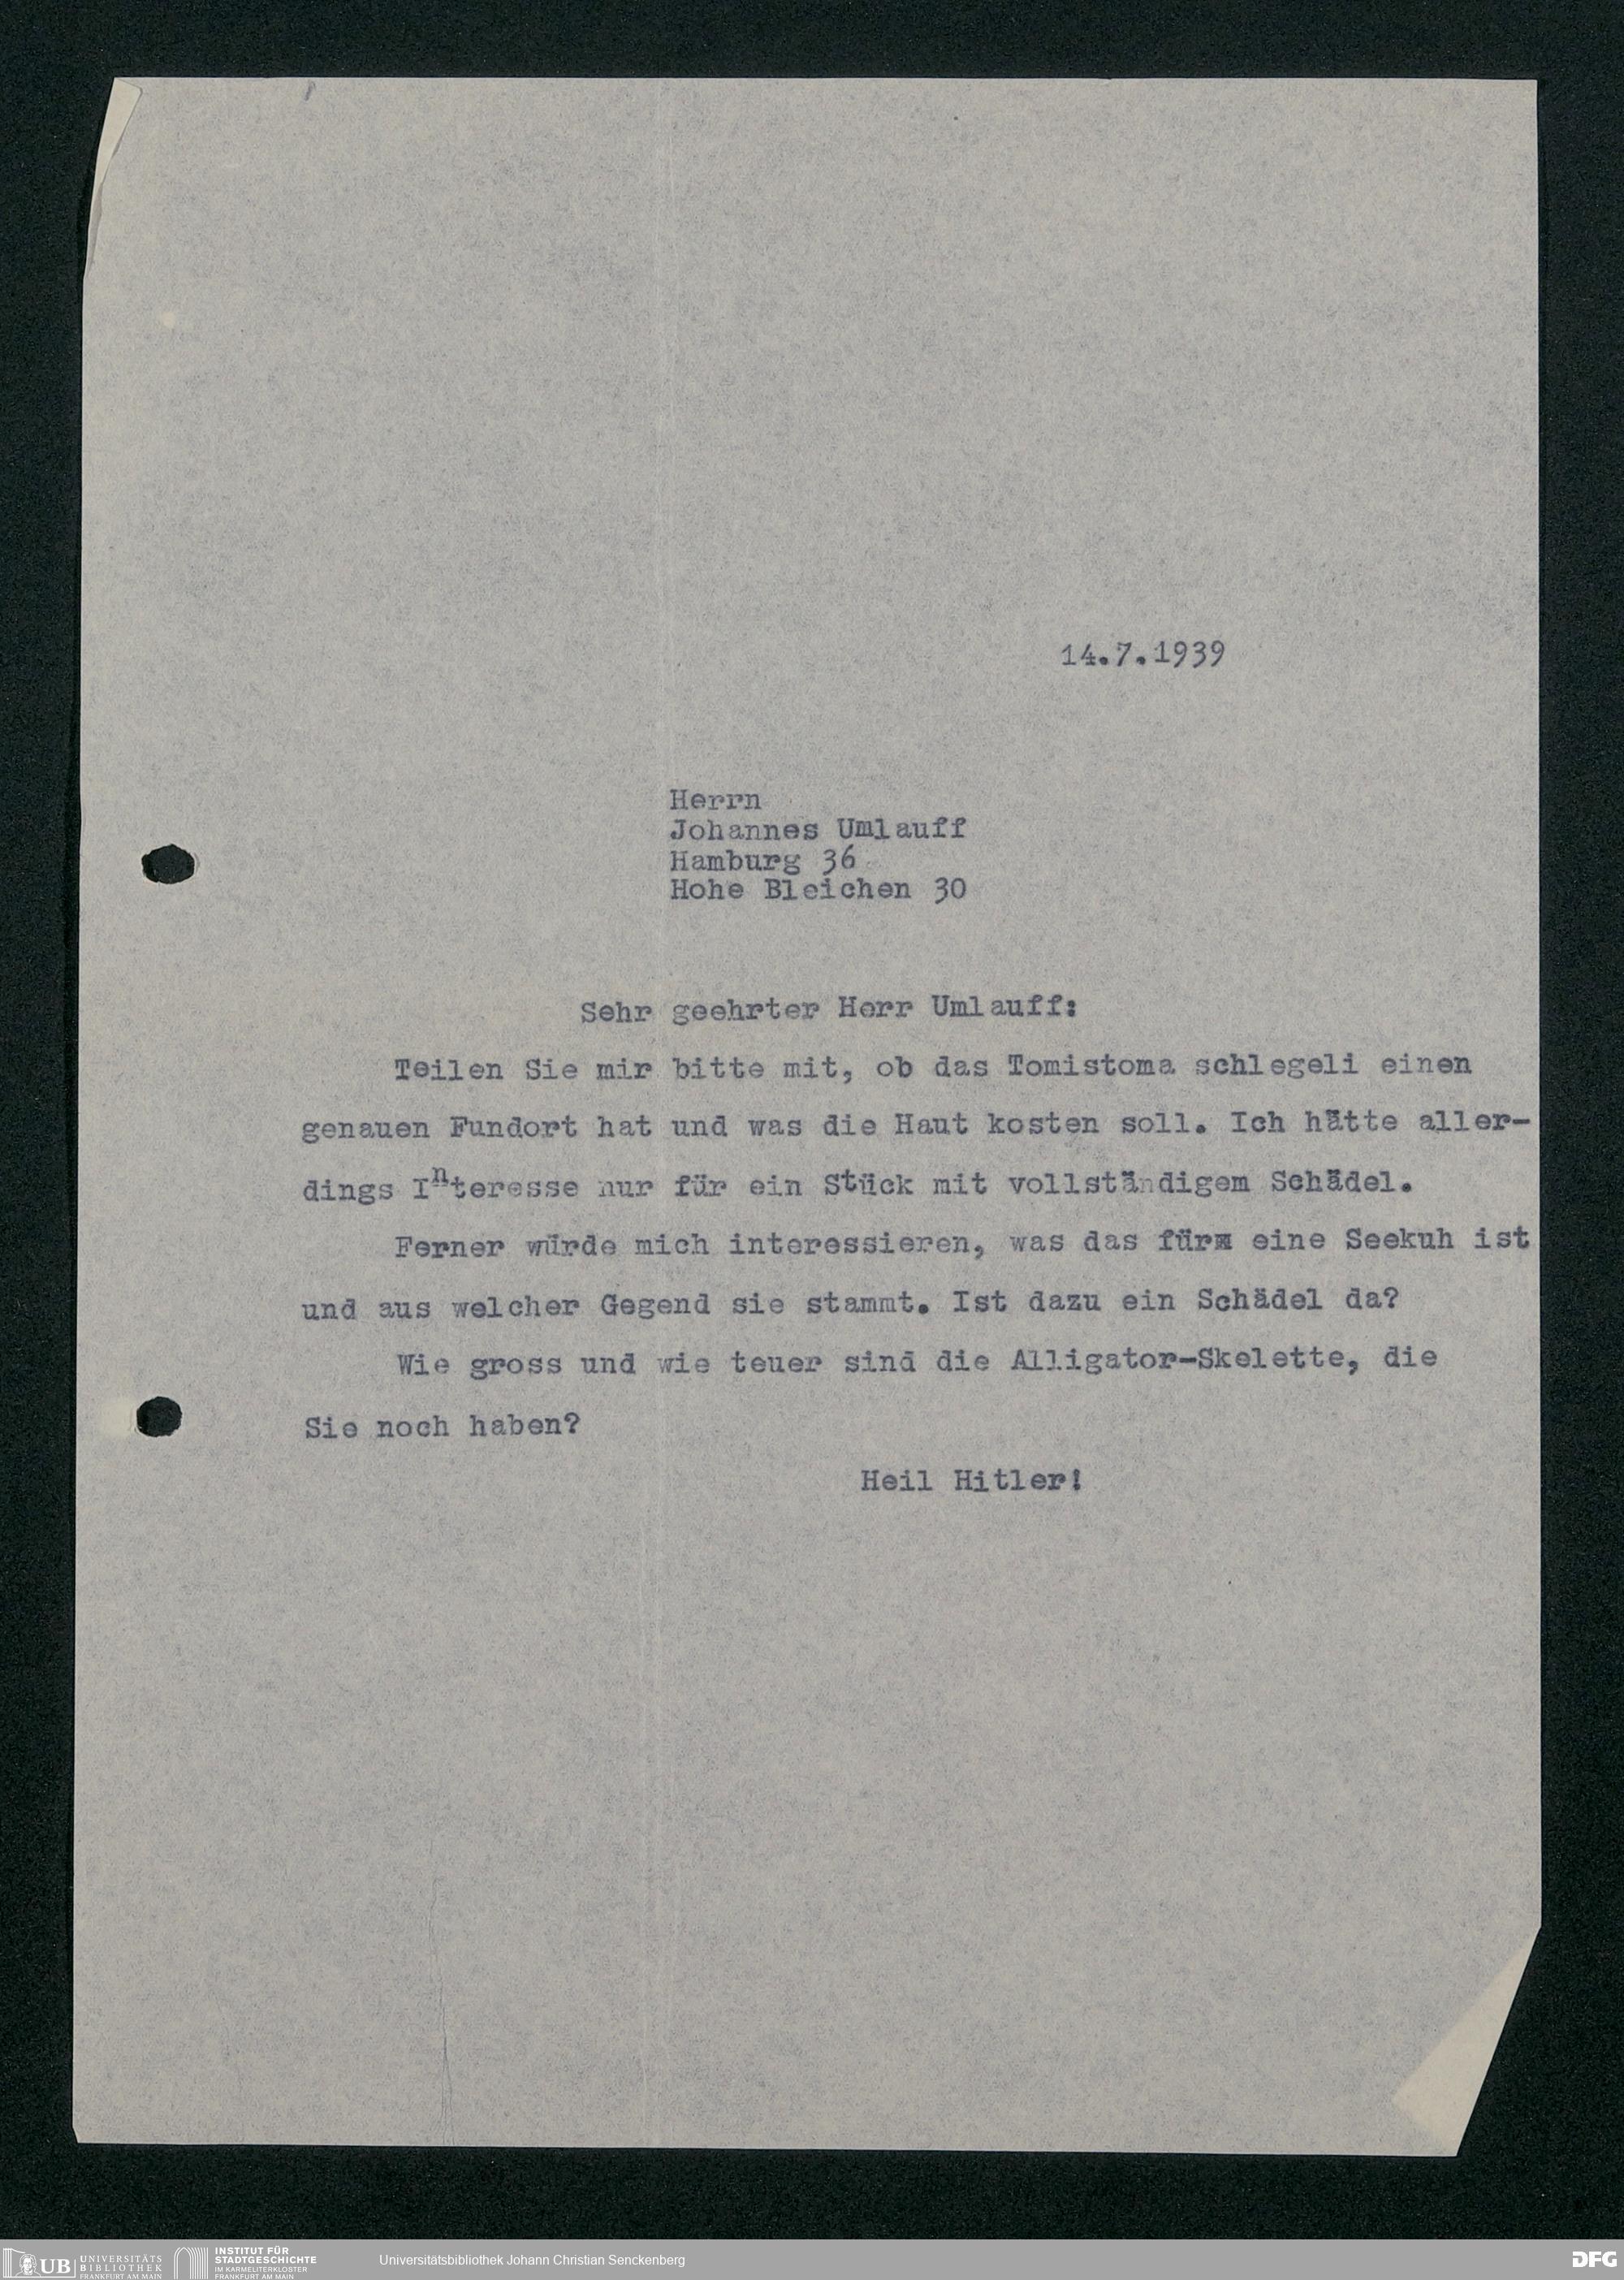 14.7.1939
Herrn
Johannes Umlauff
Hamburg 36
Hohe Bleichen 30
Sehr geehrter Herr Umlauff:
Teilen Sie mir bitte mit, ob das Tomistoma schlegeli einen
genauen Fundort hat und was die Haut kosten soll. Ich hätte aller-
dings Interesse nur für ein Stück mit vollständigem Schädel.
Ferner würde mich interessieren, was das für eine Seekuh ist
und aus welcher Gegend sie stammt. Ist dazu ein Schädel da?
Wie gross und wie teuer sind die Alligator-Skelette, die
Sie noch haben?
Heil Hitler!
UB UNIVERSITÄTS
BIBLIOTHEK
FRANKFURT AM MAIN
INSTITUT FÜR
STADTGESCHICHTE
IM KARMELITERKLOSTER
FRANKFURT AM MAIN
Universitätsbibliothek Johann Christian Senckenberg
DFG